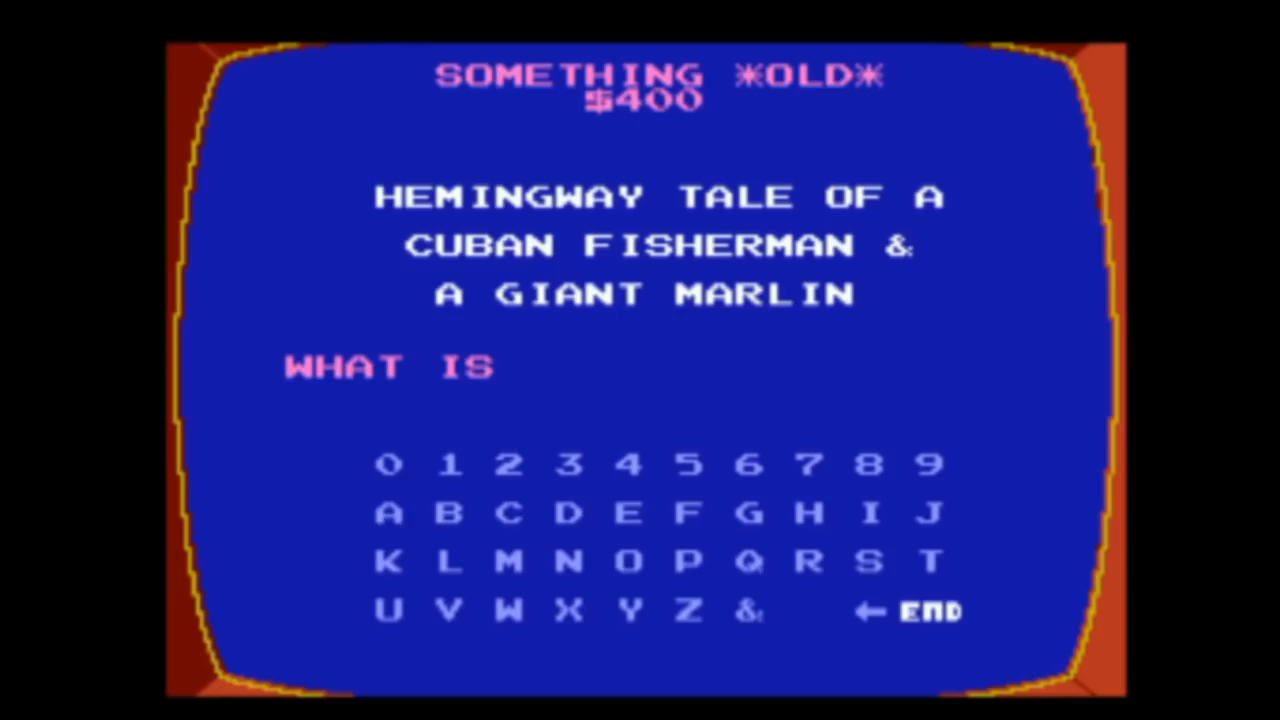 SOMETHING *OLD*
$400
HEMINGWAY TALE OF A
CUBAN FISHERMAN &
A GIANT MARLIN
WHAT IS
0 1 2 3 4 5 6 7 8 9
A B C D E F G H I J
K L M N O P Q R S T
U V W X Y Z & ← END